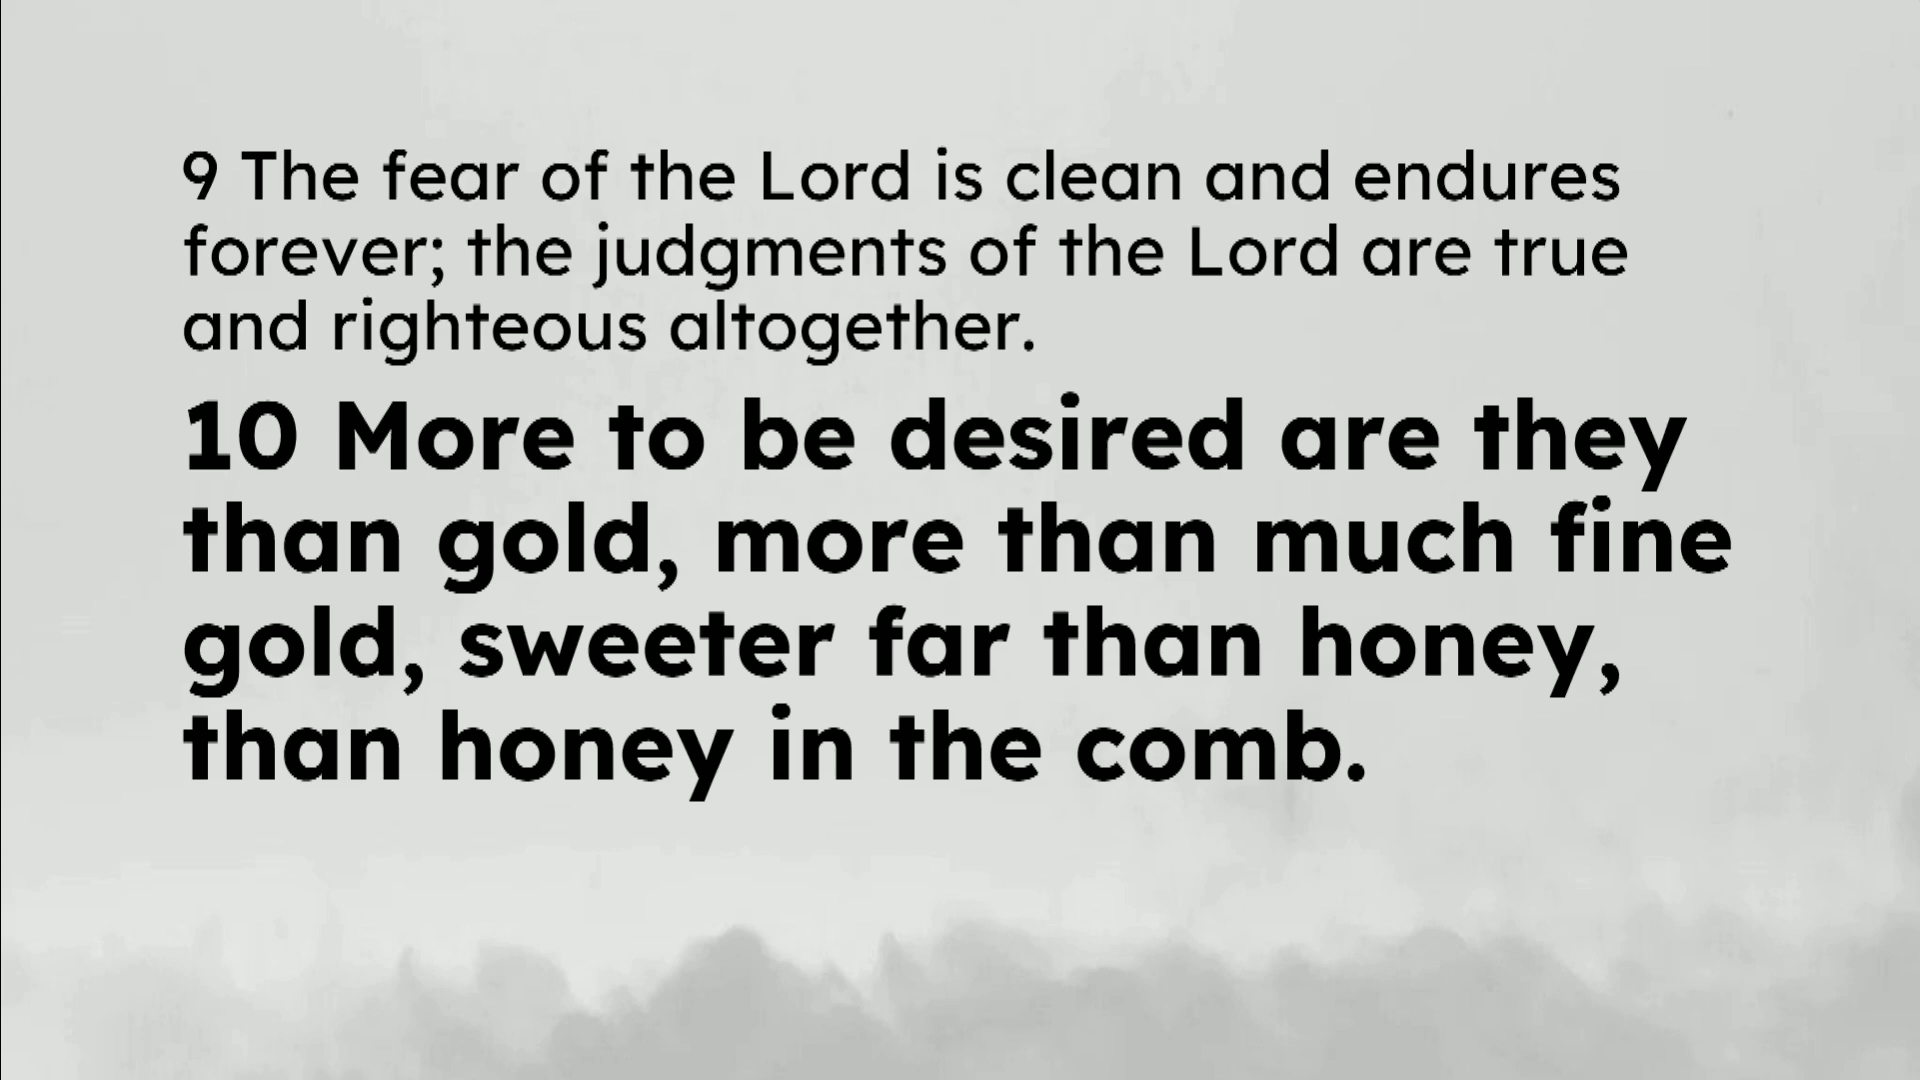 9 The fear of the Lord is clean and endures
forever; the judgments of the Lord are true
and righteous altogether.
10 More to be desired are they
than gold, more than much fine
gold, sweeter far than honey,
than honey in the comb.